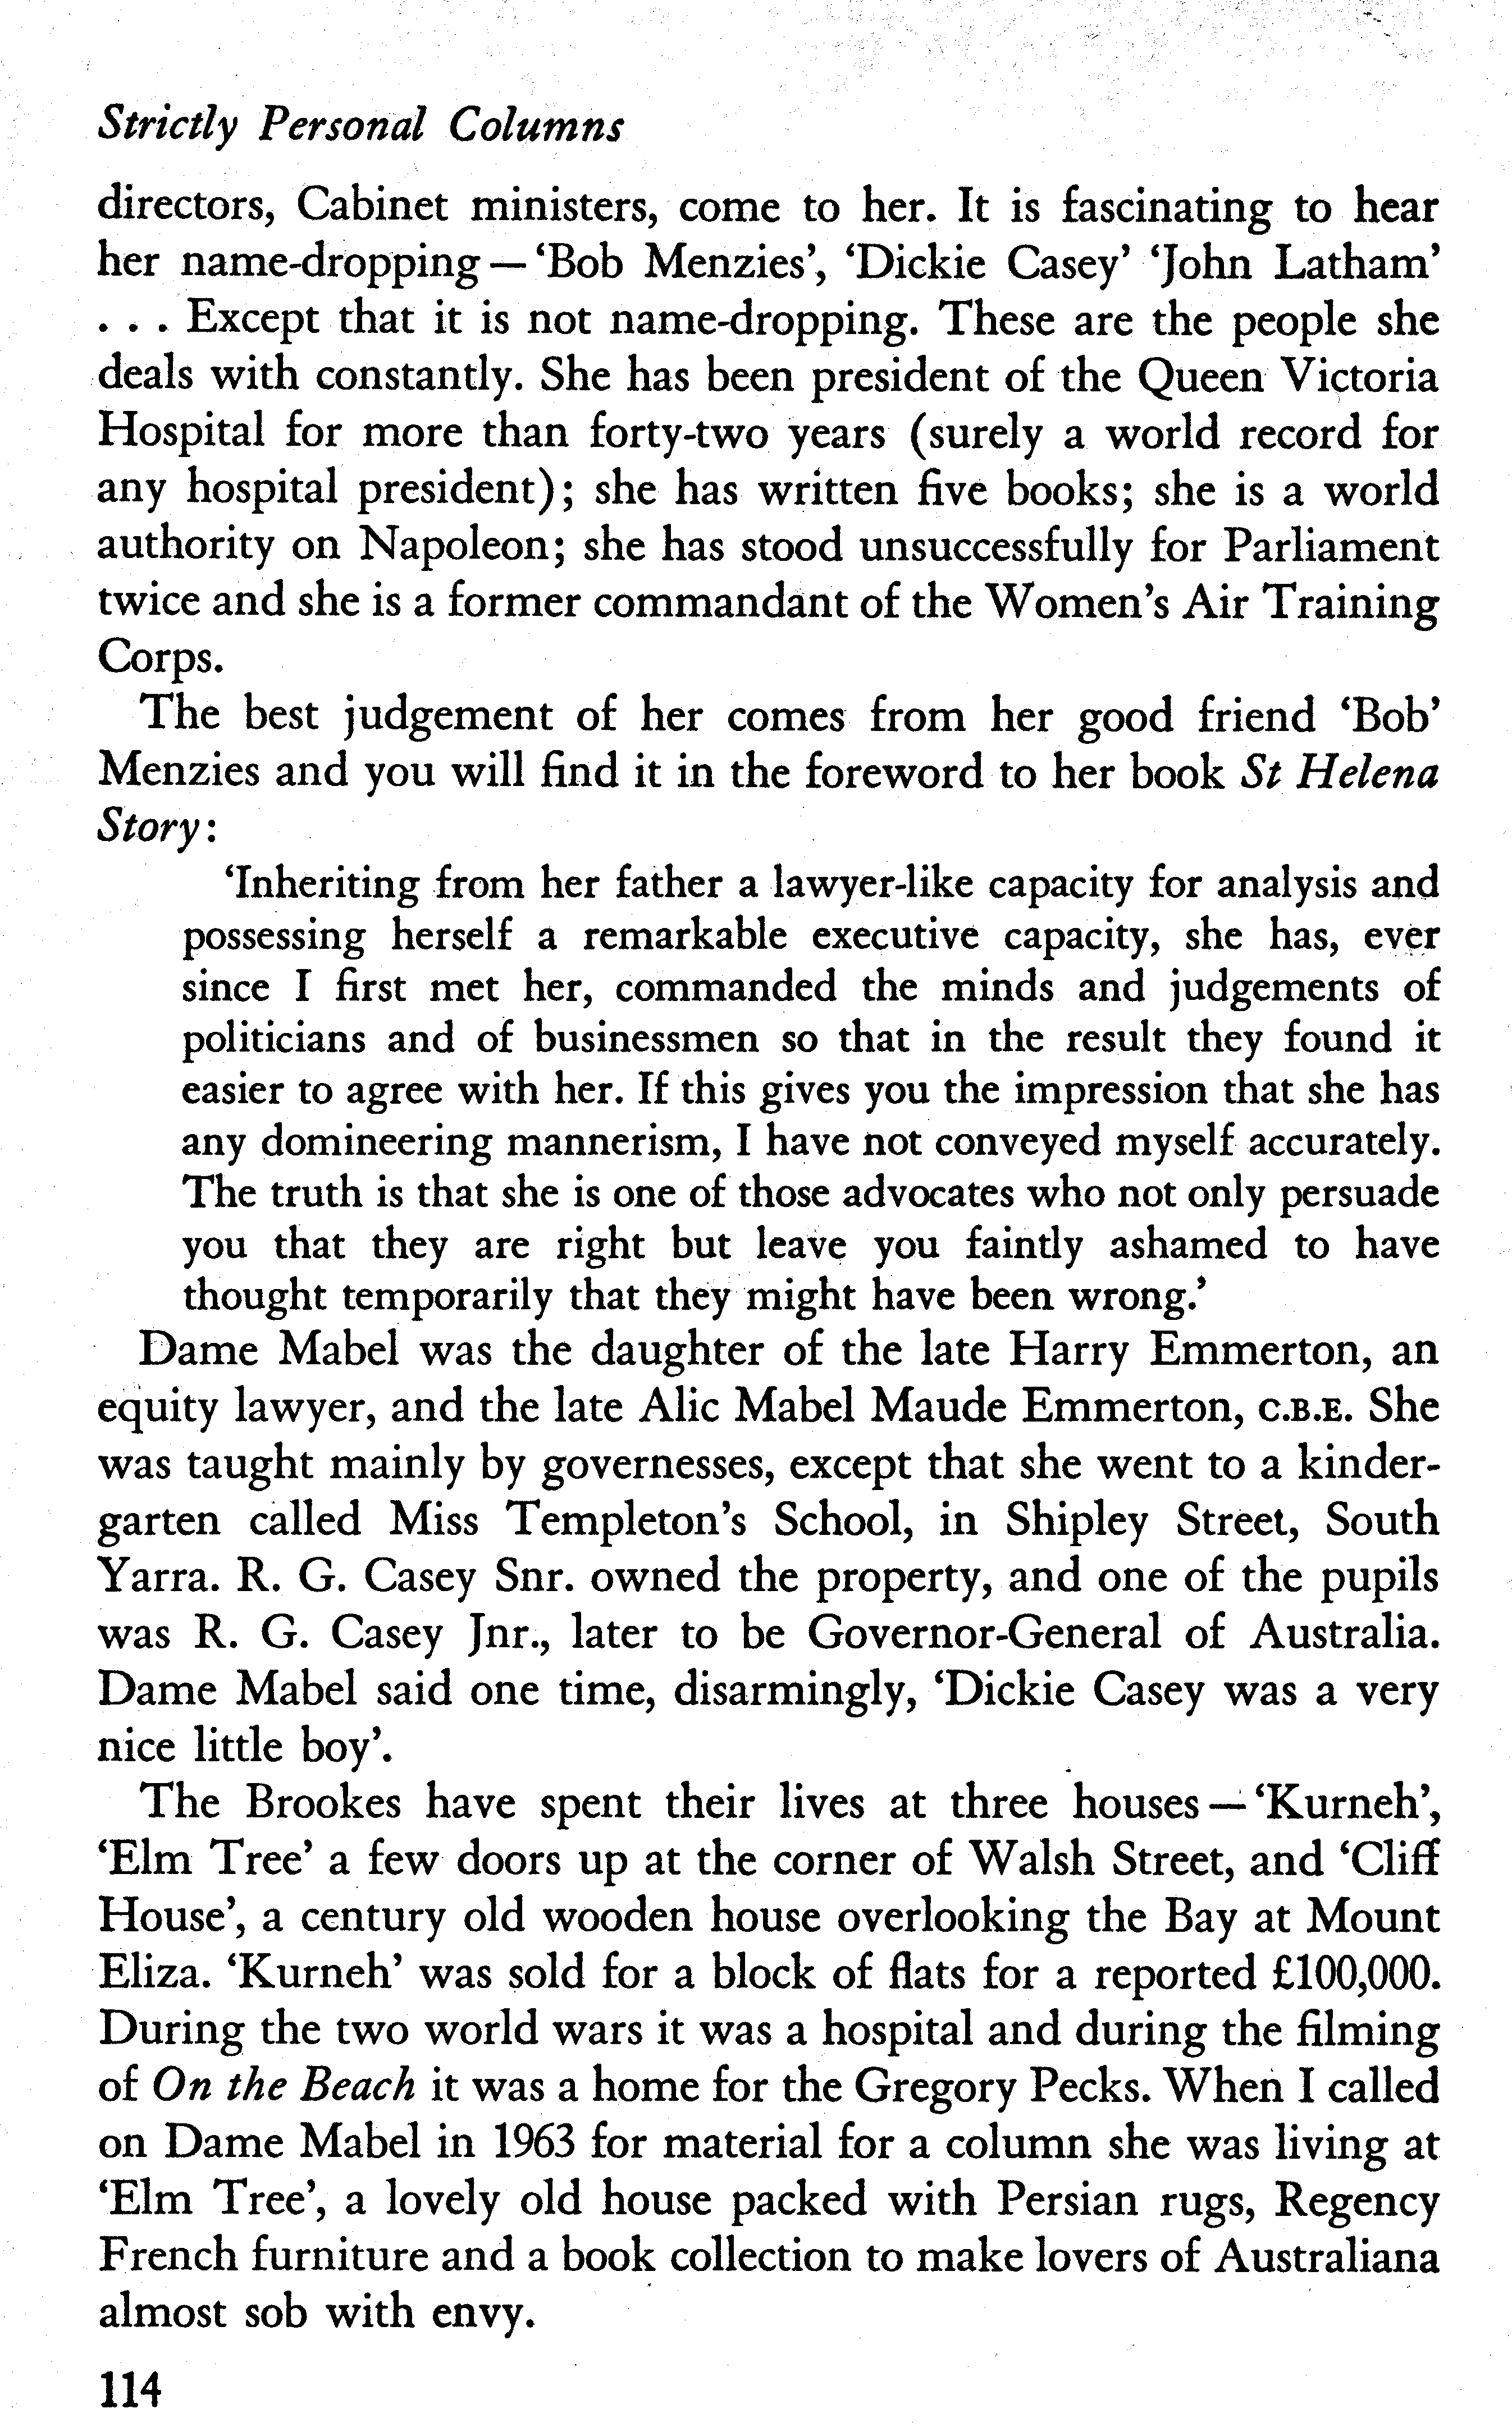 Strictly Personal Columns
directors, Cabinet ministers, come to her. It is fascinating to hear
her name-dropping — 'Bob Menzies', 'Dickie Casey' 'John Latham'
. . . Except that it is not name-dropping. These are the people she
deals with constantly. She has been president of the Queen Victoria
Hospital for more than forty-two years (surely a world record for
any hospital president); she has written five books; she is a world
authority on Napoleon; she has stood unsuccessfully for Parliament
twice and she is a former commandant of the Women's Air Training
Corps.
The best judgement of her comes from her good friend 'Bob'
Menzies and you will find it in the foreword to her book St Helena
Story:
'Inheriting from her father a lawyer-like capacity for analysis and
possessing herself a remarkable executive capacity, she has, ever
since I first met her, commanded the minds and judgements of
politicians and of businessmen so that in the result they found it
easier to agree with her. If this gives you the impression that she has
any domineering mannerism, I have not conveyed myself accurately.
The truth is that she is one of those advocates who not only persuade
you that they are right but leave you faintly ashamed to have
thought temporarily that they might have been wrong.'
Dame Mabel was the daughter of the late Harry Emmerton, an
equity lawyer, and the late Alic Mabel Maude Emmerton, C.B.E. She
was taught mainly by governesses, except that she went to a kinder-
garten called Miss Templeton's School, in Shipley Street, South
Yarra. R. G. Casey Snr. owned the property, and one of the pupils
was R. G. Casey Jnr., later to be Governor-General of Australia.
Dame Mabel said one time, disarmingly, 'Dickie Casey was a very
nice little boy'.
The Brookes have spent their lives at three houses — 'Kurneh',
'Elm Tree' a few doors up at the corner of Walsh Street, and 'Cliff
House', a century old wooden house overlooking the Bay at Mount
Eliza. 'Kurneh' was sold for a block of flats for a reported £100,000.
During the two world wars it was a hospital and during the filming
of On the Beach it was a home for the Gregory Pecks. When I called
on Dame Mabel in 1963 for material for a column she was living at
'Elm Tree', a lovely old house packed with Persian rugs, Regency
French furniture and a book collection to make lovers of Australiana
almost sob with envy.
114